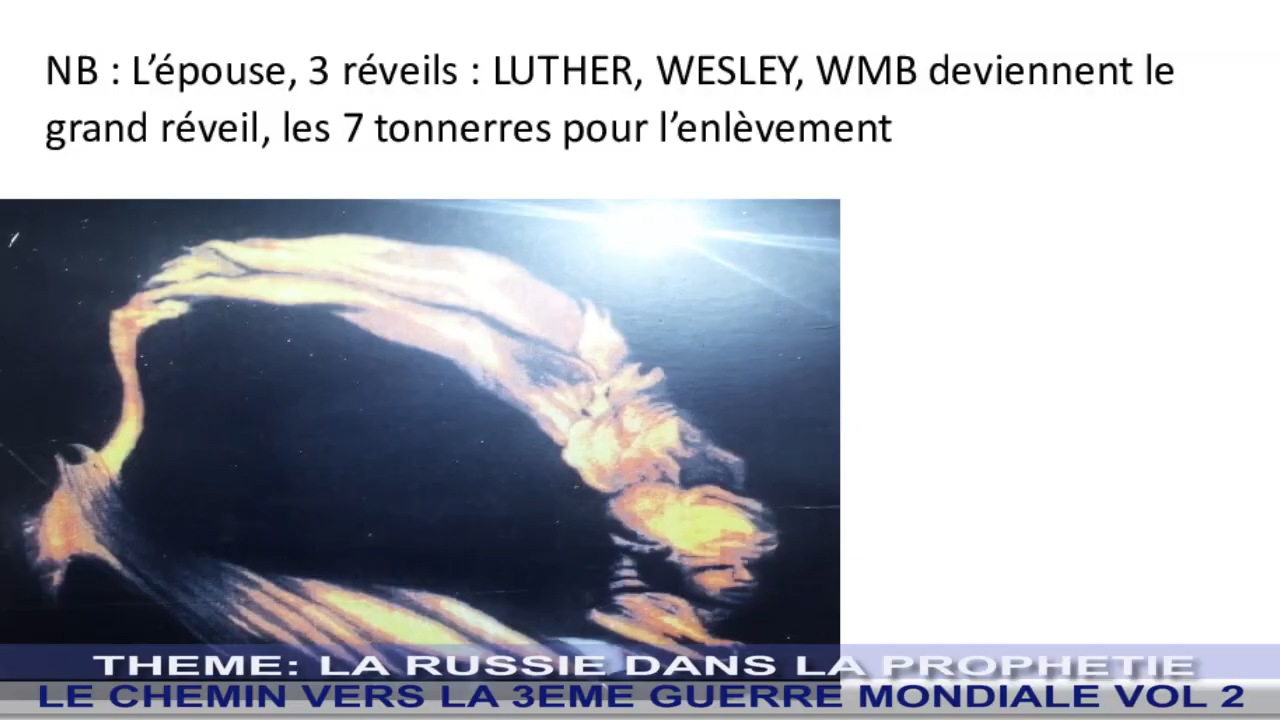 NB : L’épouse, 3 réveils : LUTHER, WESLEY, WMB deviennent le
grand réveil, les 7 tonnerres pour l’enlèvement
THEME: LA RUSSIE DANS LA PROPHETIE
LE CHEMIN VERS LA 3EME GUERRE MONDIALE VOL 2